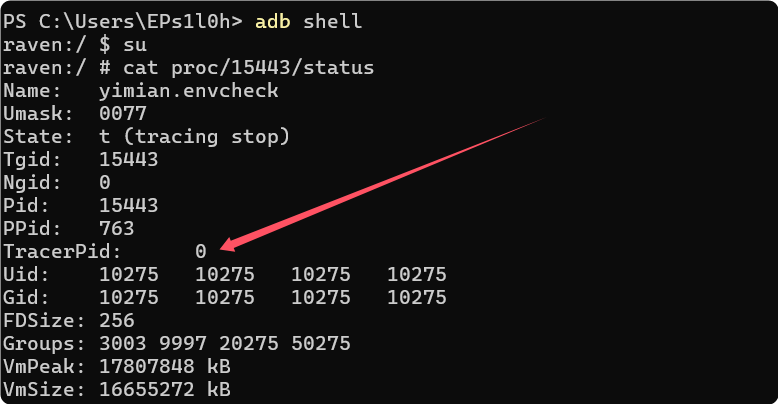 PS C:\Users\EPs1l0h> adb shell
raven:/ $ su
raven:/ # cat proc/15443/status
Name:   yimian.envcheck
Umask:  0077
State:  t (tracing stop)
Tgid:   15443
Ngid:   0
Pid:    15443
PPid:   763
TracerPid:      0
Uid:    10275   10275   10275   10275
Gid:    10275   10275   10275   10275
FDSize: 256
Groups: 3003 9997 20275 50275
VmPeak: 17807848 kB
VmSize: 16655272 kB